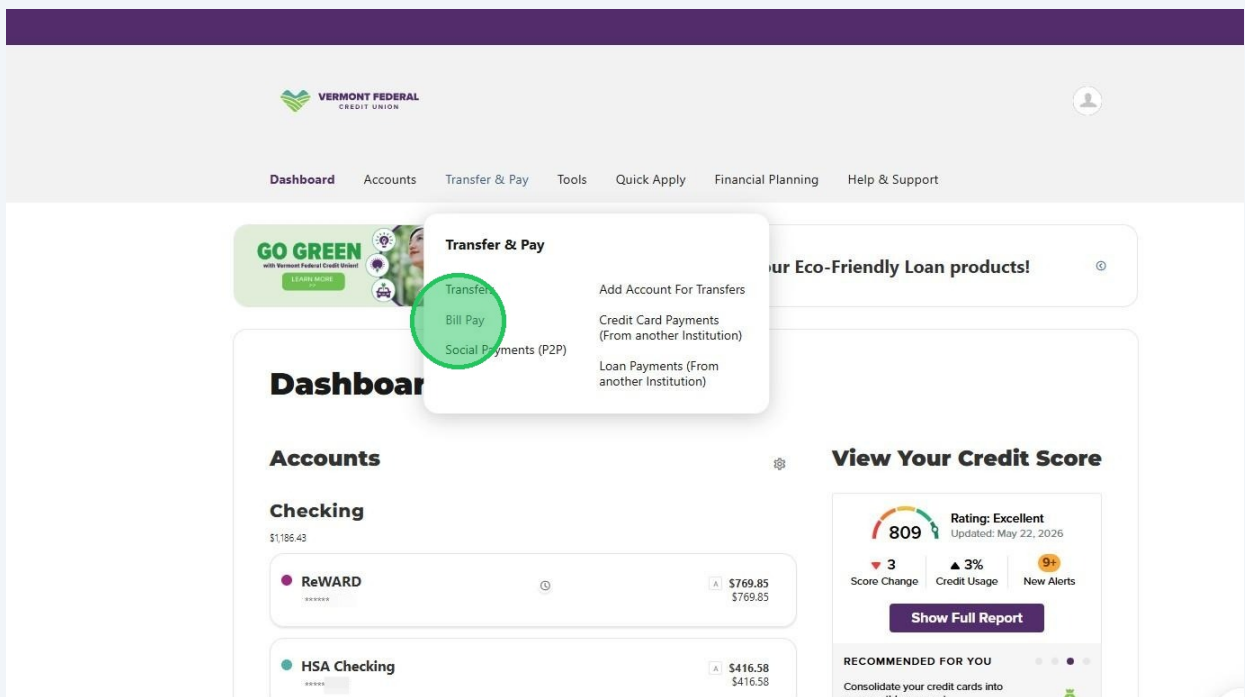 VERMONT FEDERAL
CREDIT UNION
Dashboard Accounts Transfer & Pay Tools Quick Apply Financial Planning Help & Support
GO GREEN
with Vermont Federal Credit Union!
LEARN MORE
>>
ur Eco-Friendly Loan products!
Transfer & Pay
Transfers
Bill Pay
Social Payments (P2P)
Add Account For Transfers
Credit Card Payments
(From another Institution)
Loan Payments (From
another Institution)
Dashboar
Accounts
Checking
$1,186.43
ReWARD
******
A $769.85
$769.85
HSA Checking
*****
A $416.58
$416.58
View Your Credit Score
809
Rating: Excellent
Updated: May 22, 2026
▼ 3
Score Change
▲ 3%
Credit Usage
9+
New Alerts
Show Full Report
RECOMMENDED FOR YOU
Consolidate your credit cards into